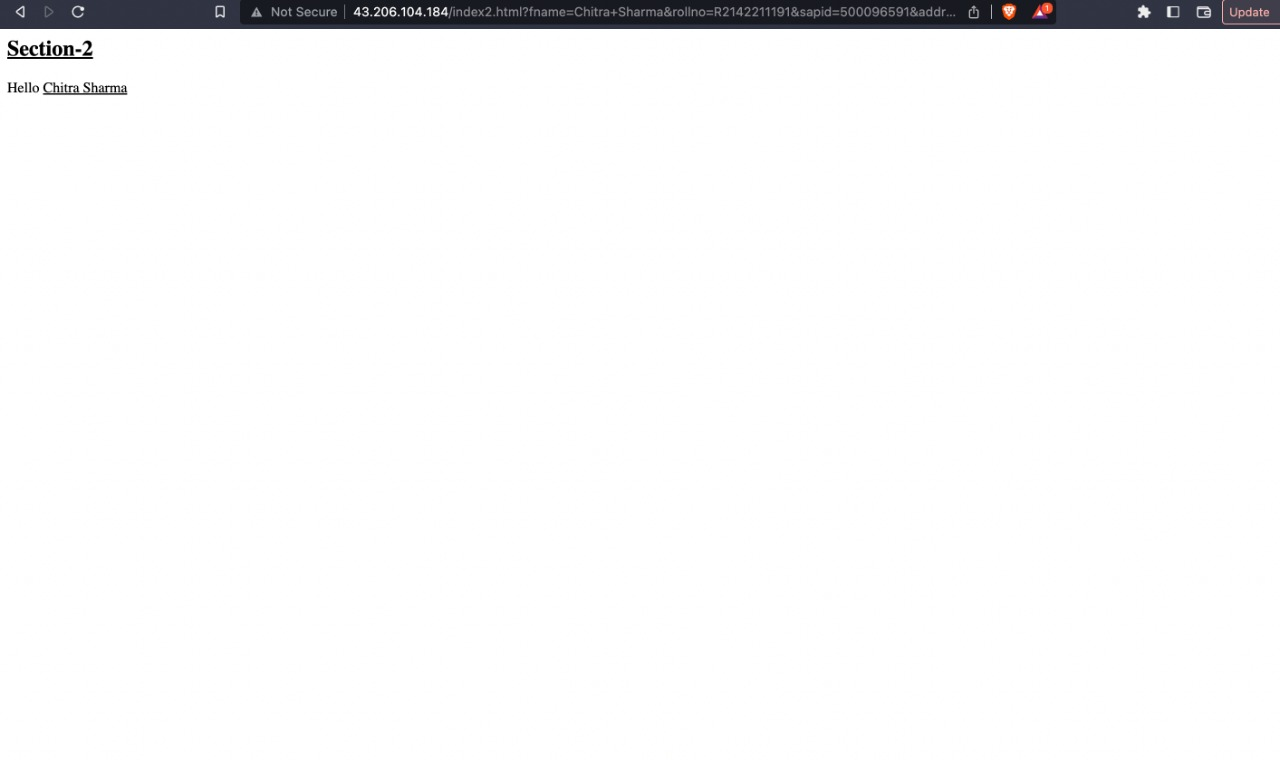 Not Secure 43.206.104.184/index2.html?fname=Chitra+Sharma&rollno=R2142211191&sapid=500096591&addr... 1 Update
Section-2
Hello Chitra Sharma